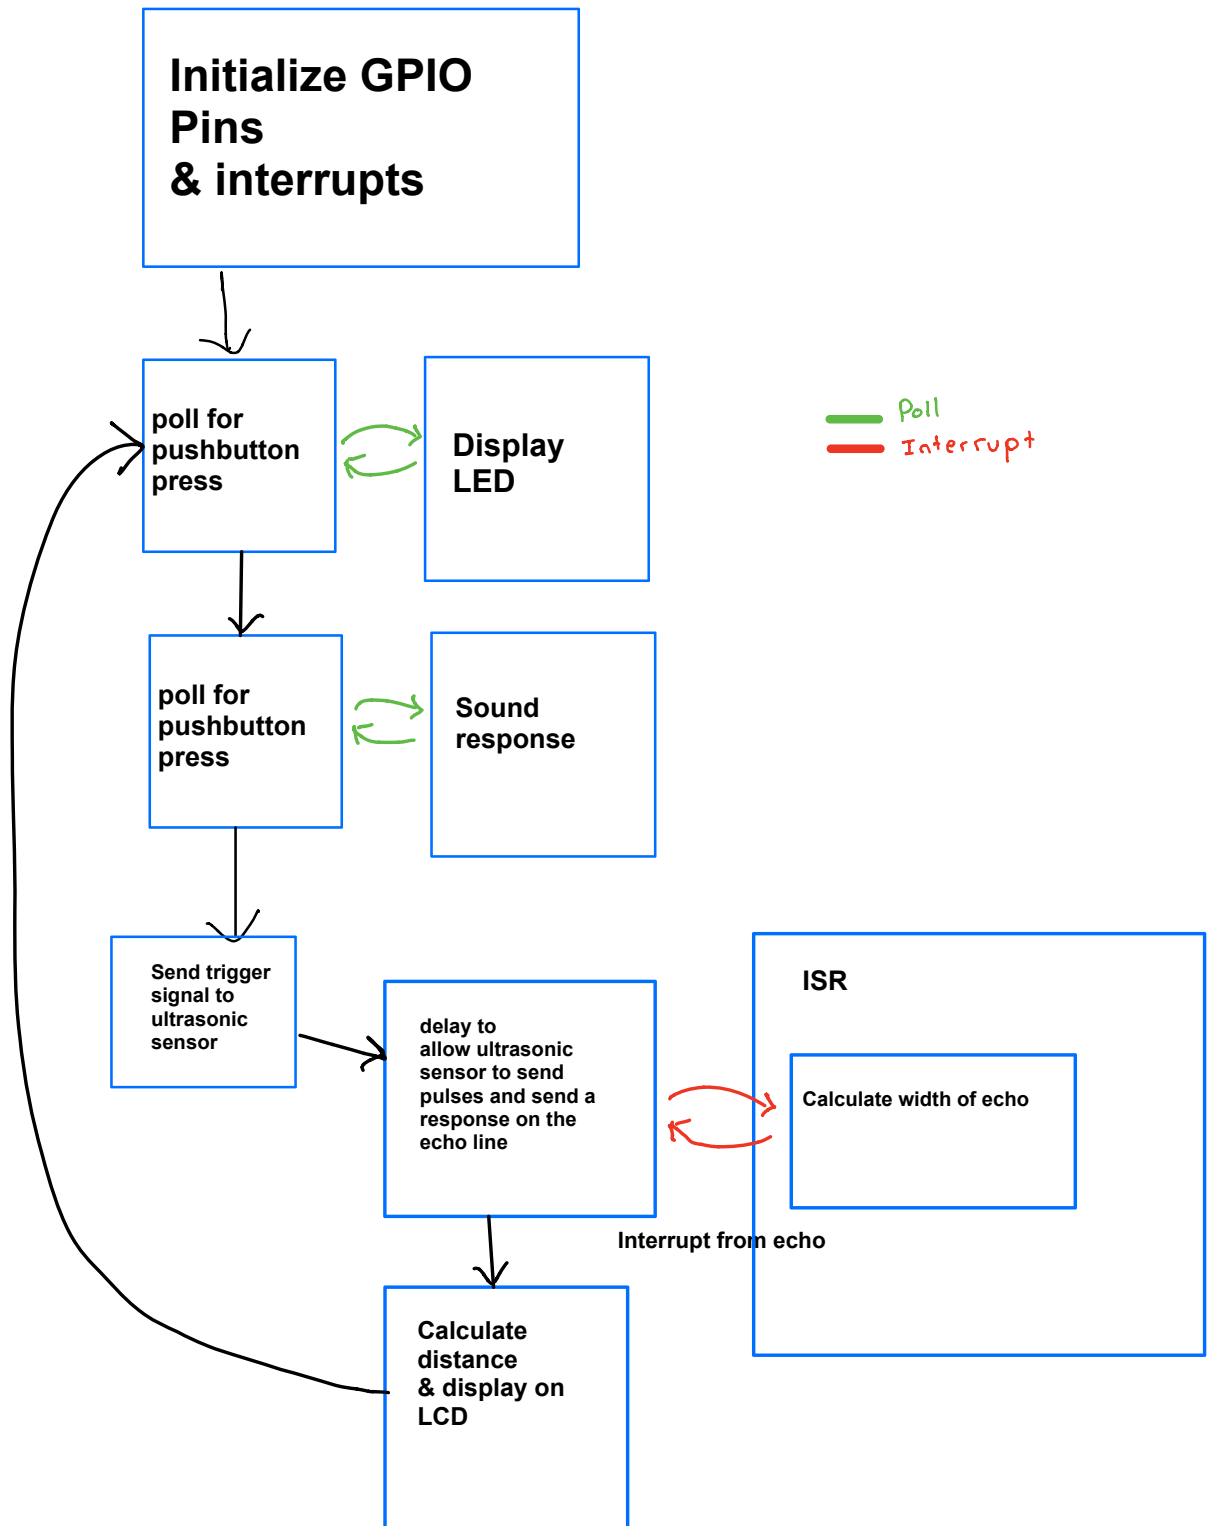 Initialize GPIO
Pins
& interrupts
poll for
pushbutton
press
Display
LED
Poll
Interrupt
poll for
pushbutton
press
Sound
response
Send trigger
signal to
ultrasonic
sensor
delay to
allow ultrasonic
sensor to send
pulses and send a
response on the
echo line
ISR
Calculate width of echo
Interrupt from echo
Calculate
distance
& display on
LCD